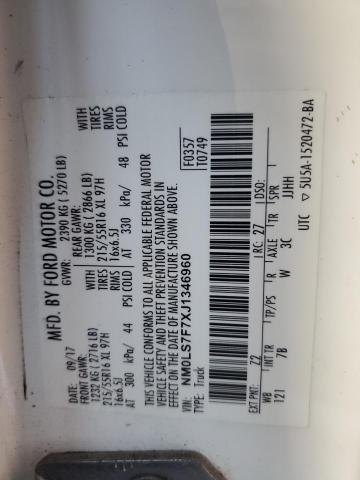 MFD. BY FORD MOTOR CO.
09/17
GVWR: 2.390 KG ( 5270 LB)
FRONT GAWR:
1232 KG ( 2716 LB)
215/55R16 XL 97H
16x6.5J
AT 300 kPa/ 44 PSI COLD
WITH
TIRES
RIMS
REAR GAWR:
1300 KG ( 2866 LB)
215/55R16 XL 97H
16x6.5J
AT 330 kPa/ 48 PSI COLD
WITH
TIRES
RIMS
THIS VEHICLE CONFORMS TO ALL APPLICABLE FEDERAL MOTOR
VEHICLE SAFETY AND THEFT PREVENTION STANDARDS IN
EFFECT ON THE DATE OF MANUFACTURE SHOWN ABOVE.
VIN: NM0LS7F7XJ1346960
TYPE: Truck
F0357
T0749
EXT PNT: Z2 RC: 27 DSO:
WB INT TR TP/PS R AXLE TR SPR
121 7B W 3C JJHH
UTC ▽ 5U5A-1520472-BA